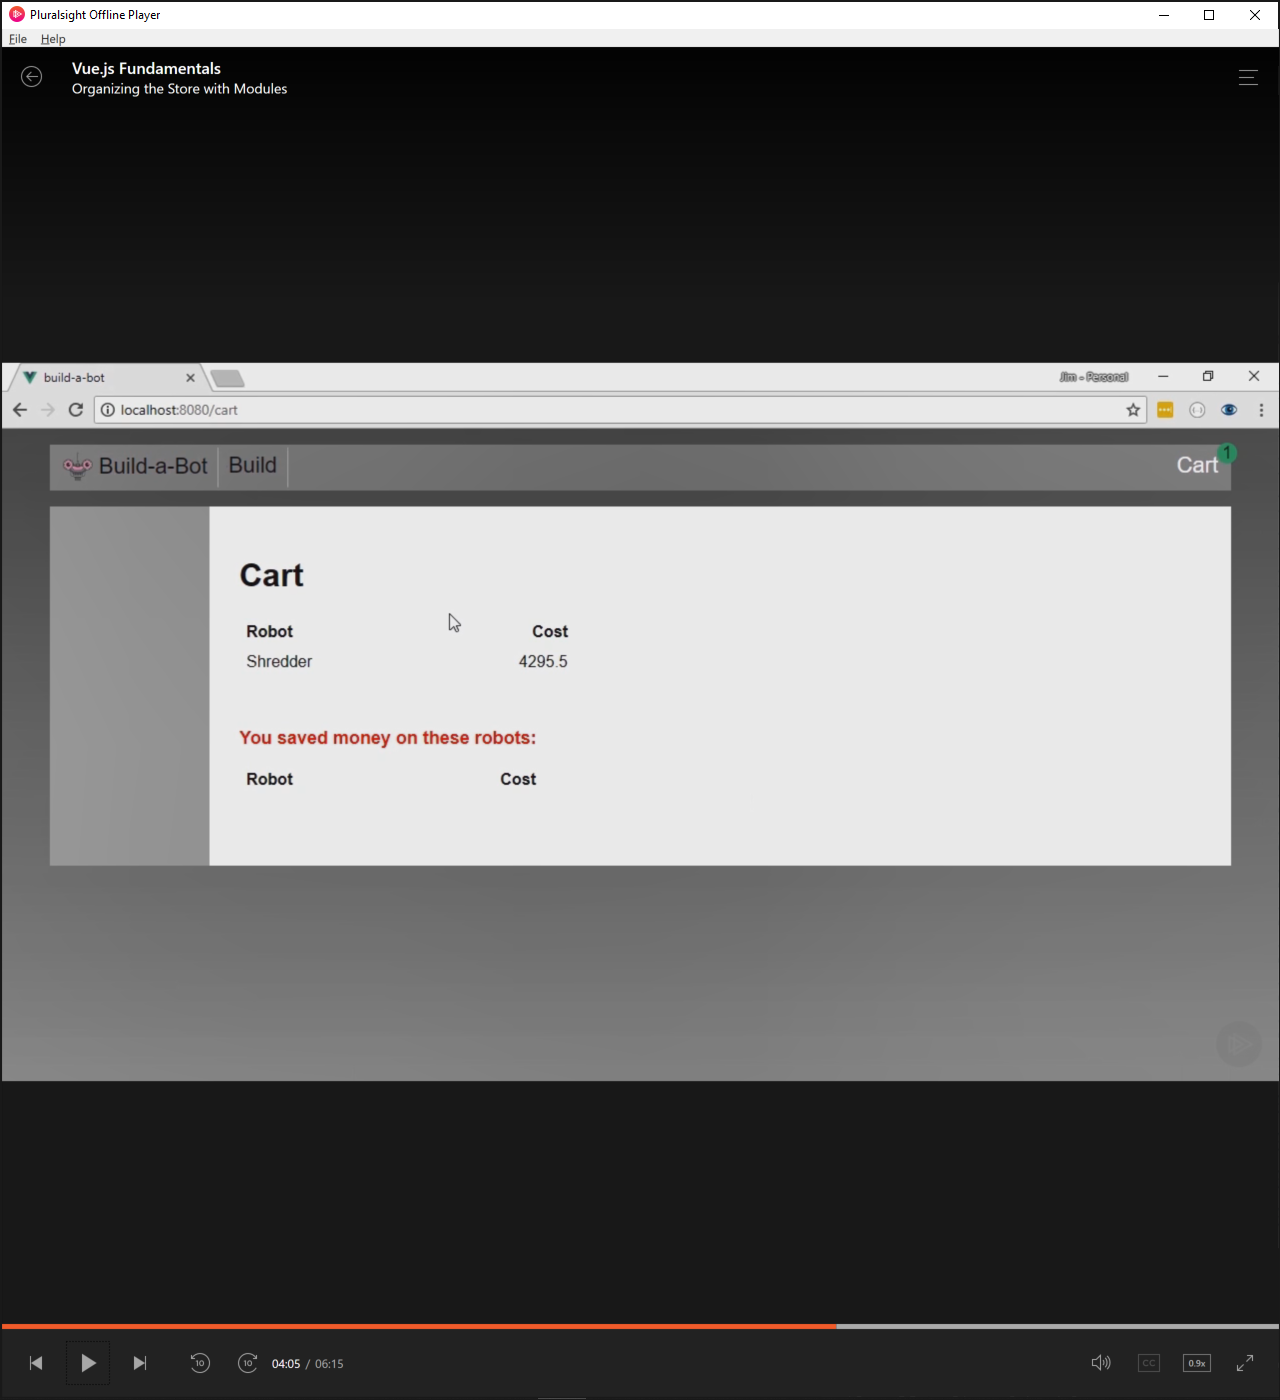 Pluralsight Offline Player
File Help
Vue.js Fundamentals
Organizing the Store with Modules
build-a-bot
Jim - Personal
localhost:8080/cart
Build-a-Bot Build Cart 1
Cart
Robot Cost
Shredder 4295.5
You saved money on these robots:
Robot Cost
10 10 04:05 / 06:15 CC 0.9x